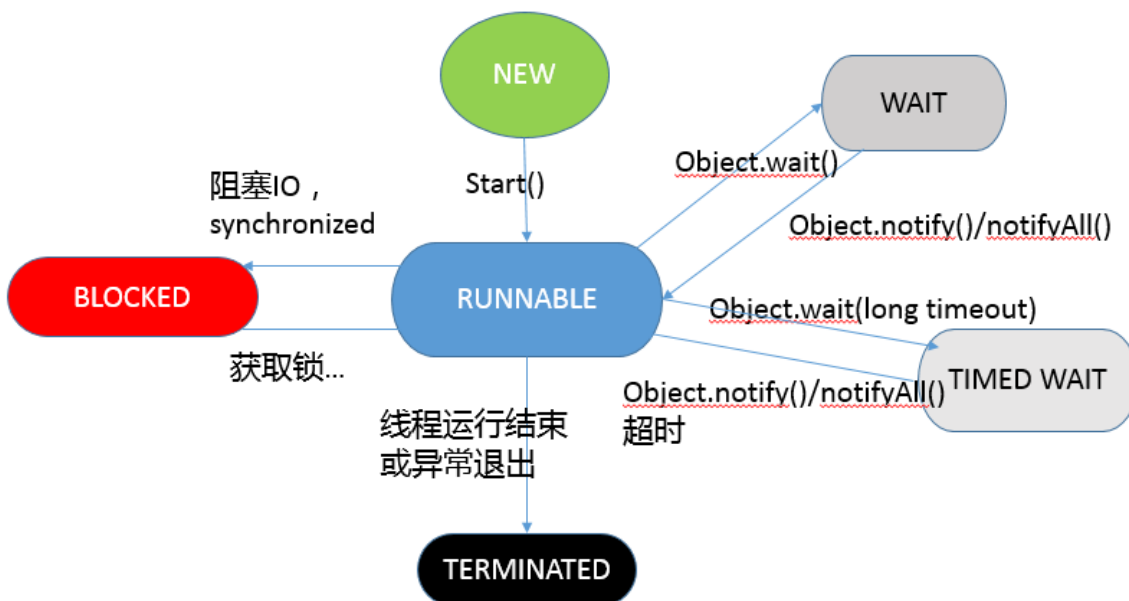 NEW
WAIT
Object.wait()
Start()
阻塞IO，
synchronized
Object.notify()/notifyAll()
BLOCKED
RUNNABLE
Object.wait(long timeout)
获取锁...
TIMED WAIT
Object.notify()/notifyAll()
超时
线程运行结束
或异常退出
TERMINATED